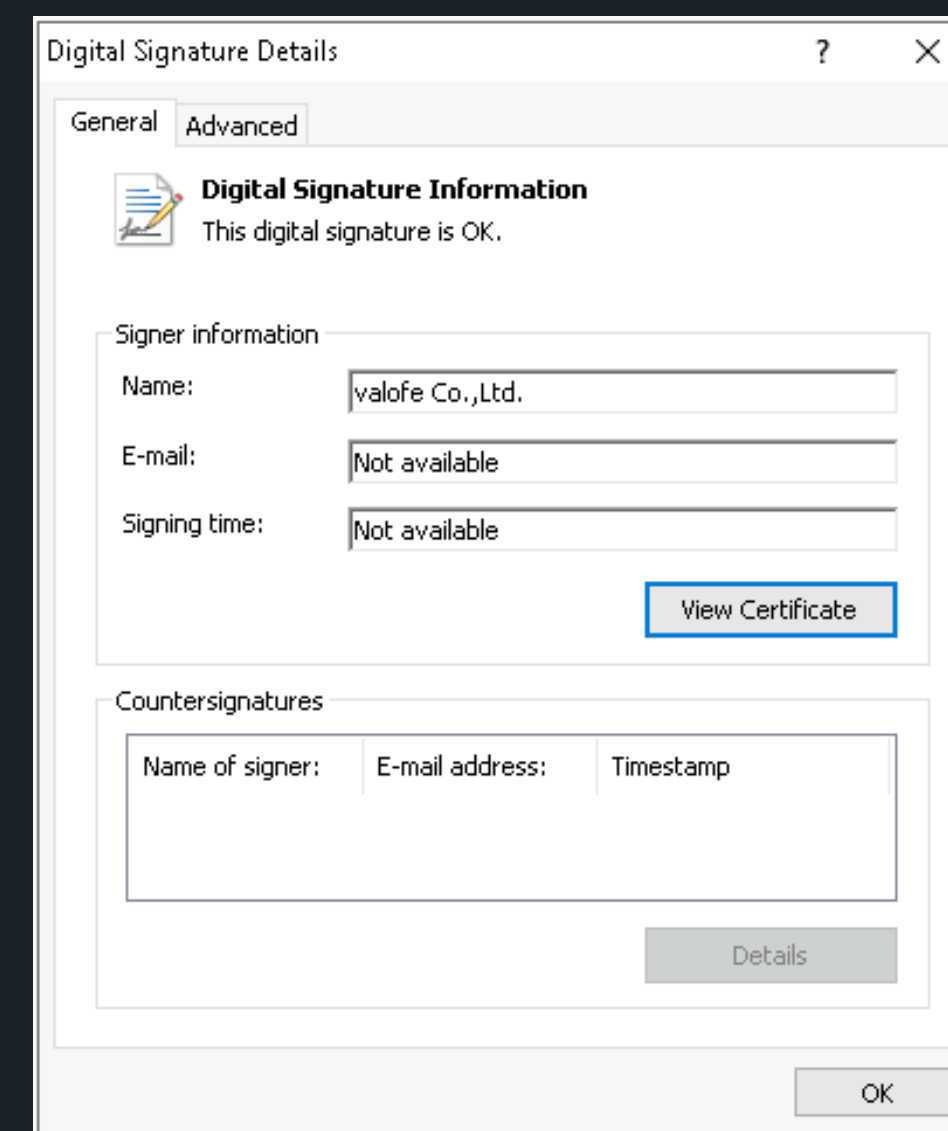 Digital Signature Details ?
General Advanced
Digital Signature Information
This digital signature is OK.
Signer information
Name: valofe Co.,Ltd.
E-mail: Not available
Signing time: Not available
View Certificate
Countersignatures
Name of signer: E-mail address: Timestamp
Details
OK